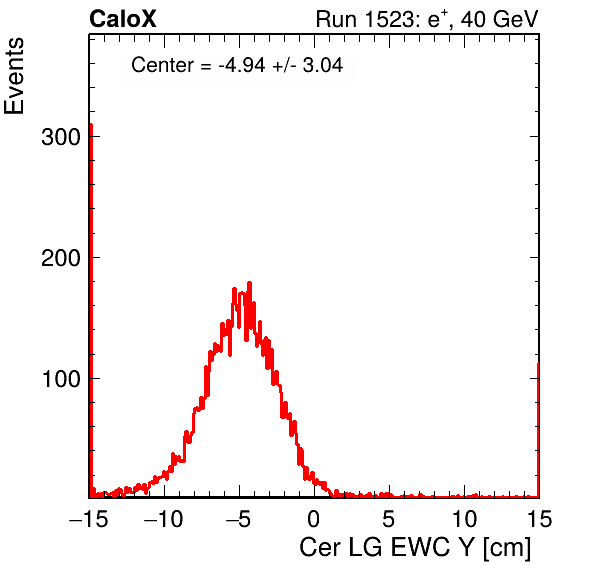 CaloX Run 1523: e⁺, 40 GeV
Center = -4.94 +/- 3.04
Events
300
200
100
−15 −10 −5 0 5 10 15
Cer LG EWC Y [cm]